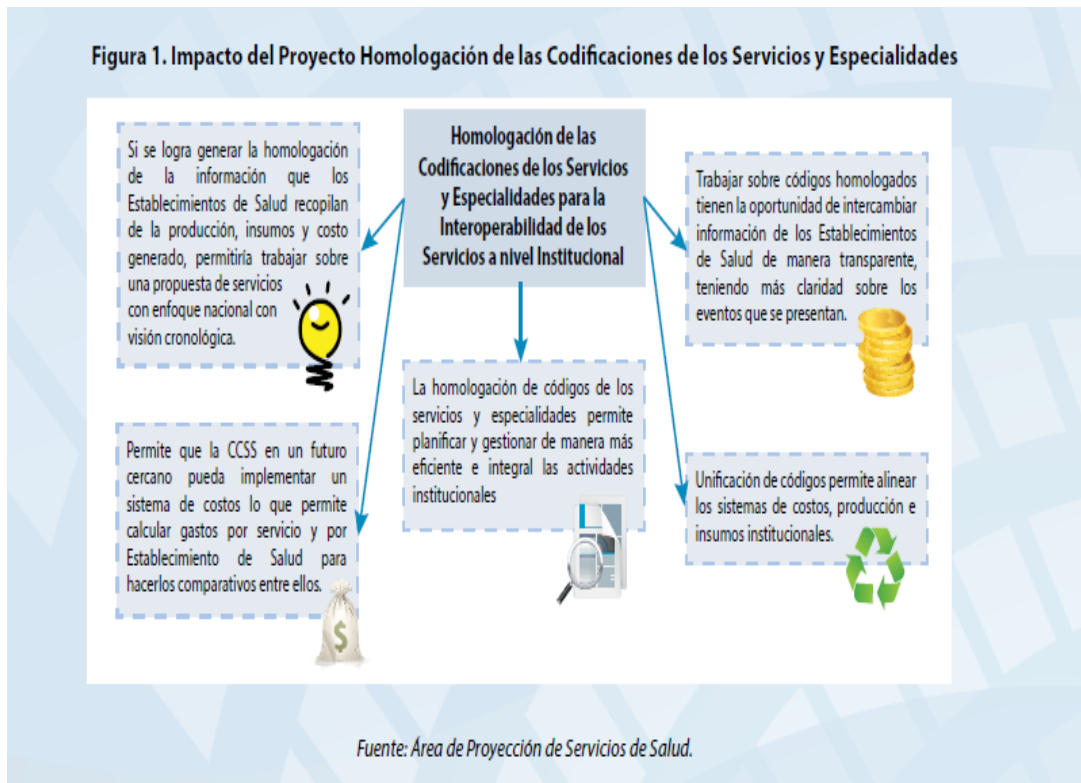 Figura 1. Impacto del Proyecto Homologación de las Codificaciones de los Servicios y Especialidades
Homologación de las
Codificaciones de los Servicios
y Especialidades para la
Interoperabilidad de los
Servicios a nivel Institucional
Si se logra generar la homologación
de la información que los
Establecimientos de Salud recopilan
de la producción, insumos y costo
generado, permitiría trabajar sobre
una propuesta de servicios
con enfoque nacional con
visión cronológica.
Trabajar sobre códigos homologados
tienen la oportunidad de intercambiar
información de los Establecimientos
de Salud de manera transparente,
teniendo más claridad sobre los
eventos que se presentan.
La homologación de códigos de los
servicios y especialidades permite
planificar y gestionar de manera más
eficiente e integral las actividades
institucionales
Permite que la CCSS en un futuro
cercano pueda implementar un
sistema de costos lo que permite
calcular gastos por servicio y por
Establecimiento de Salud para
hacerlos comparativos entre ellos.
$
Unificación de códigos permite alinear
los sistemas de costos, producción e
insumos institucionales.
Fuente: Área de Proyección de Servicios de Salud.